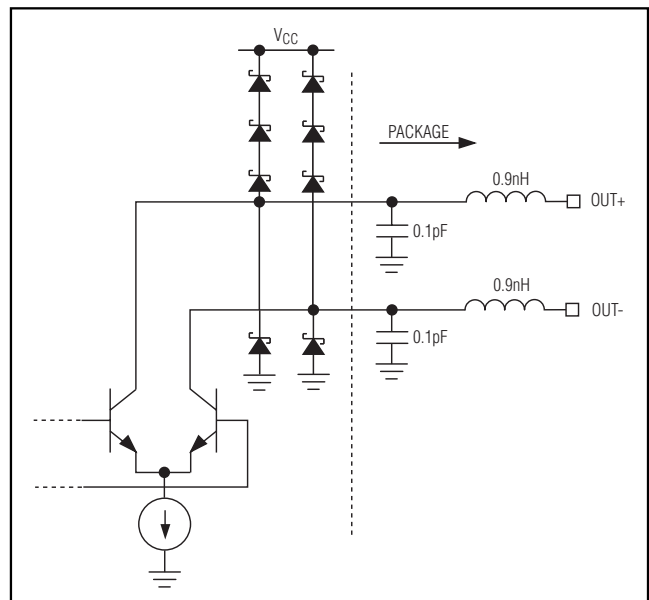 VCC
PACKAGE
0.9nH
OUT+
0.1pF
0.9nH
OUT-
0.1pF